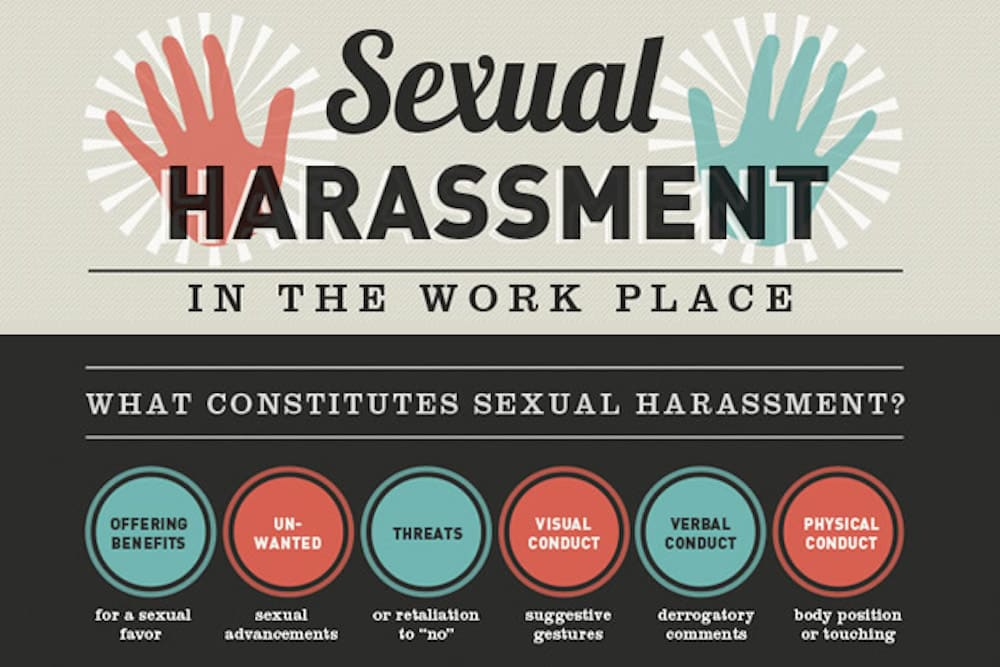 Sexual
HARASSMENT
IN THE WORK PLACE
WHAT CONSTITUTES SEXUAL HARASSMENT?
OFFERING
BENEFITS
for a sexual
favor
UN-
WANTED
sexual
advancements
THREATS
or retaliation
to “no”
VISUAL
CONDUCT
suggestive
gestures
VERBAL
CONDUCT
derrogatory
comments
PHYSICAL
CONDUCT
body position
or touching